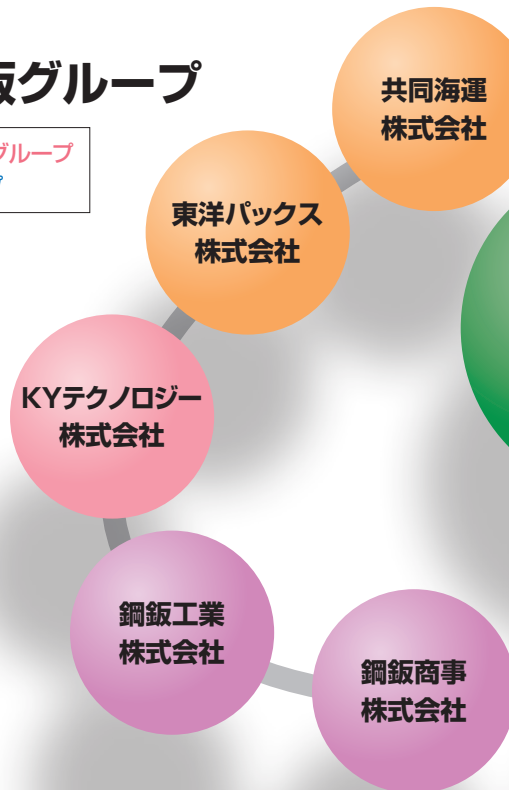 鈑グループ
グループ
プ
共同海運
株式会社
東洋パックス
株式会社
KYテクノロジー
株式会社
鋼鈑工業
株式会社
鋼鈑商事
株式会社